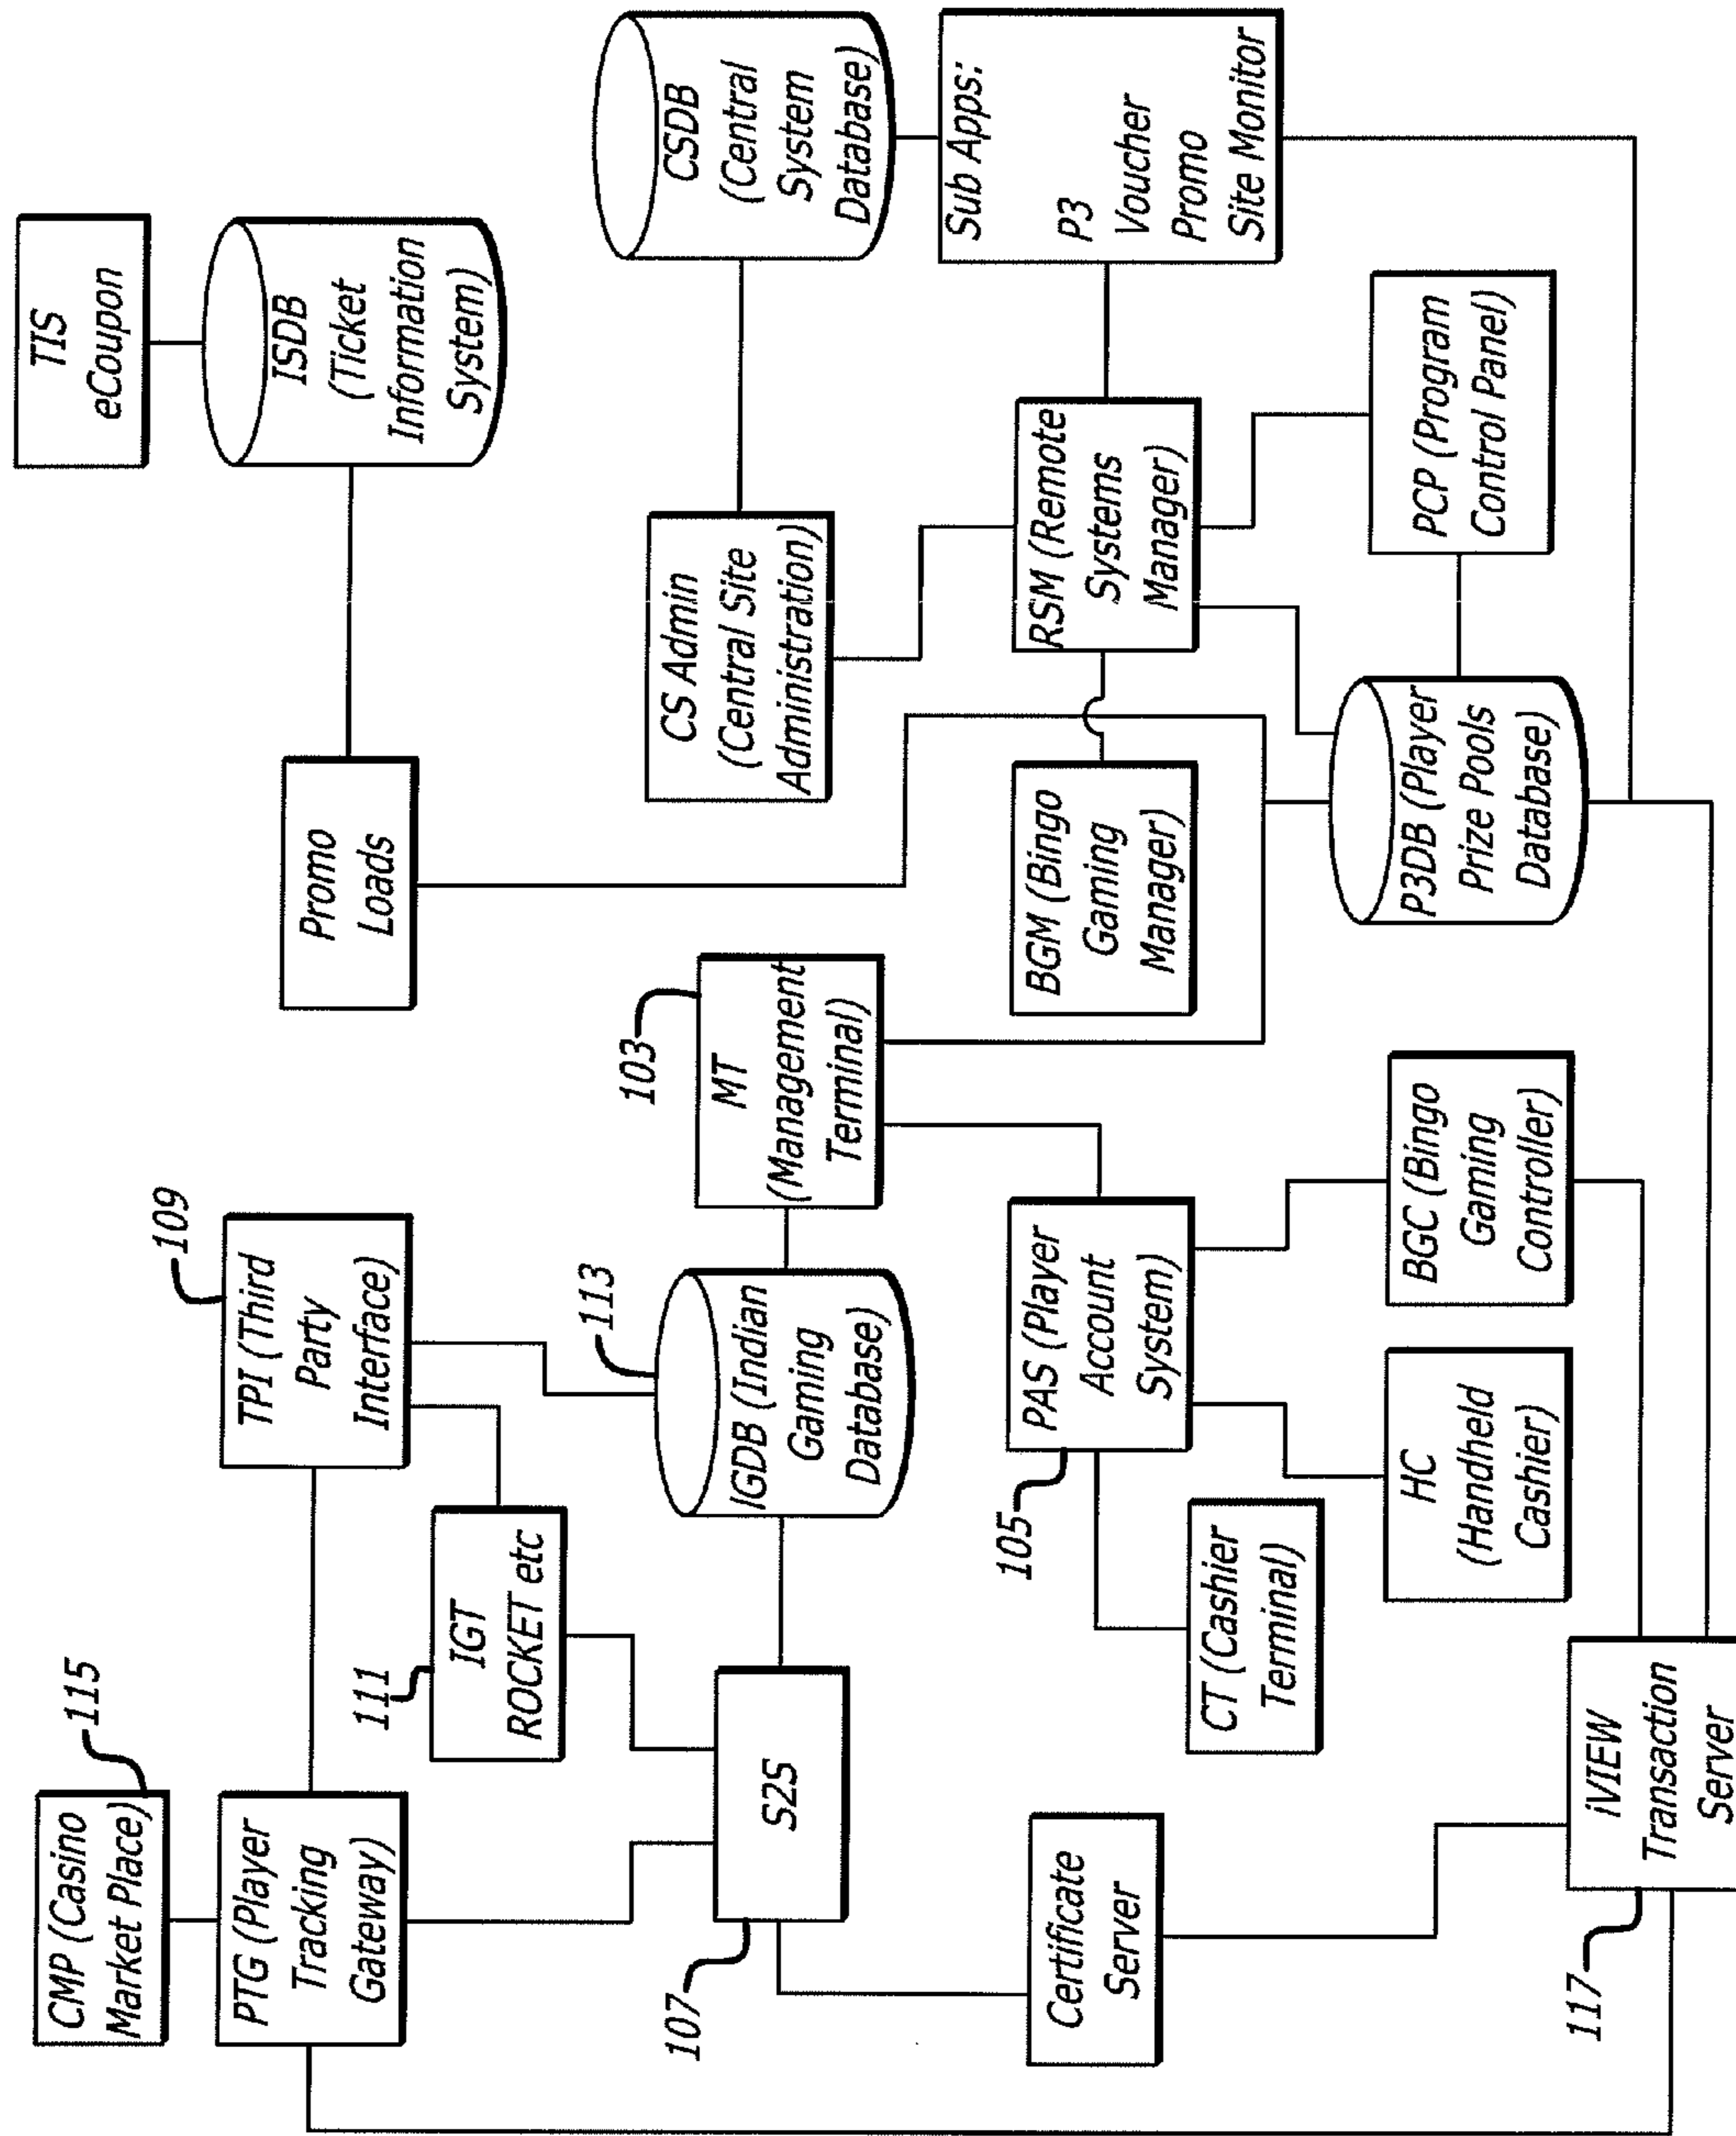 CMP (Casino
Market Place)
115
PTG (Player
Tracking
Gateway)
TPI (Third
Party
Interface)
109
Promo
Loads
TIS
eCoupon
ISDB
(Ticket
Information
System)
111
IGT
ROCKET etc
107
S2S
IGDB (Indian
Gaming
Database)
113
103
MT
(Management
Terminal)
CS Admin
(Central Site
Administration)
CSDB
(Central
System
Database)
Certificate
Server
105
PAS (Player
Account
System)
BGM (Bingo
Gaming
Manager)
RSM (Remote
Systems
Manager)
Sub Apps:
P3
Voucher
Promo
Site Monitor
CT (Cashier
Terminal)
HC
(Handheld
Cashier)
BGC (Bingo
Gaming
Controller)
P3DB (Player
Prize Pools
Database)
PCP (Program
Control Panel)
117
iVIEW
Transaction
Server